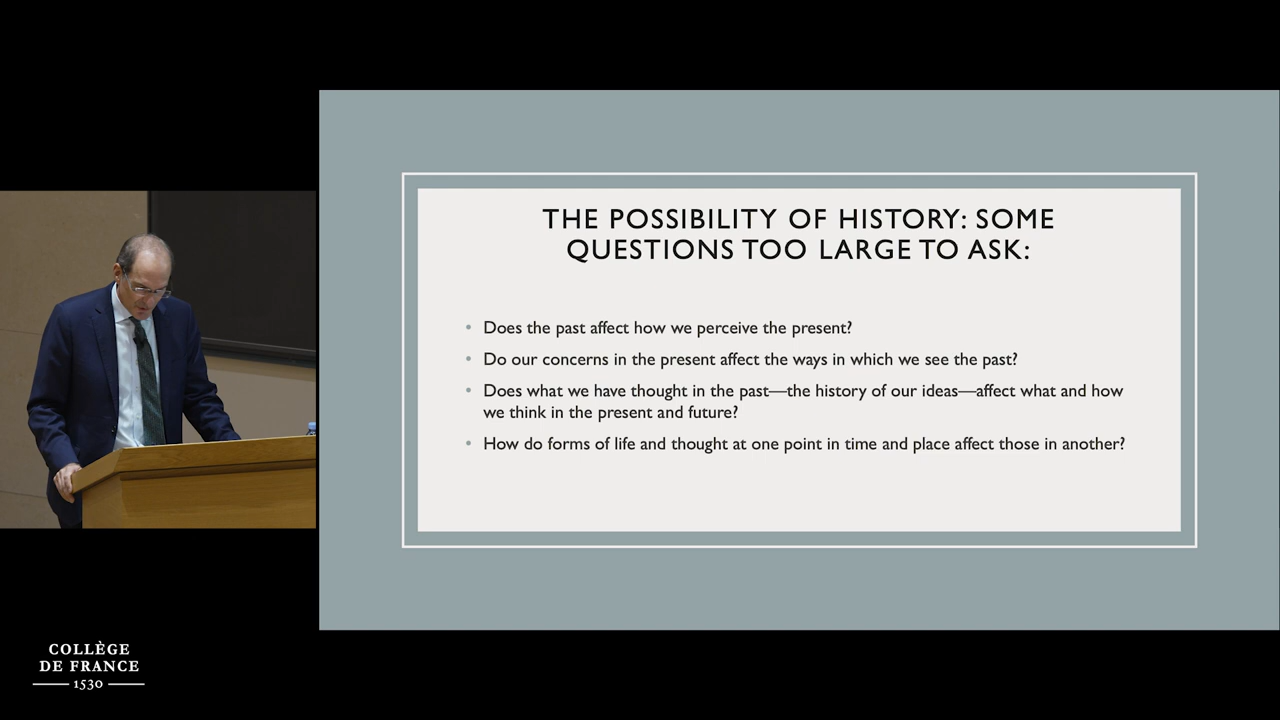 THE POSSIBILITY OF HISTORY: SOME
QUESTIONS TOO LARGE TO ASK:
• Does the past affect how we perceive the present?
• Do our concerns in the present affect the ways in which we see the past?
• Does what we have thought in the past—the history of our ideas—affect what and how
we think in the present and future?
• How do forms of life and thought at one point in time and place affect those in another?
COLLÈGE
DE FRANCE
1530